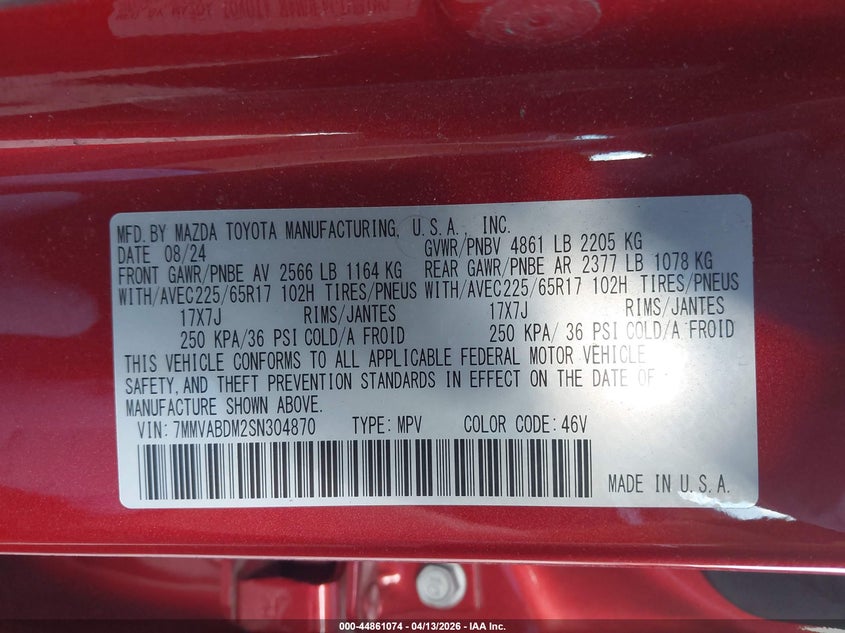 MFD. BY MAZDA TOYOTA MANUFACTURING, U.S.A., INC.
DATE 08/24 GVWR/PNBV 4861 LB 2205 KG
FRONT GAWR/PNBE AV 2566 LB 1164 KG REAR GAWR/PNBE AR 2377 LB 1078 KG
WITH/AVEC225/65R17 102H TIRES/PNEUS WITH/AVEC225/65R17 102H TIRES/PNEUS
17X7J RIMS/JANTES 17X7J RIMS/JANTES
250 KPA/36 PSI COLD/A FROID 250 KPA/ 36 PSI COLD/A FROID
THIS VEHICLE CONFORMS TO ALL APPLICABLE FEDERAL MOTOR VEHICLE
SAFETY, AND THEFT PREVENTION STANDARDS IN EFFECT ON THE DATE OF
MANUFACTURE SHOWN ABOVE.
VIN: 7MMVABDM2SN304870 TYPE: MPV COLOR CODE: 46V
MADE IN U.S.A.
000-44861074 | 04/13/2026 - IAA Inc.